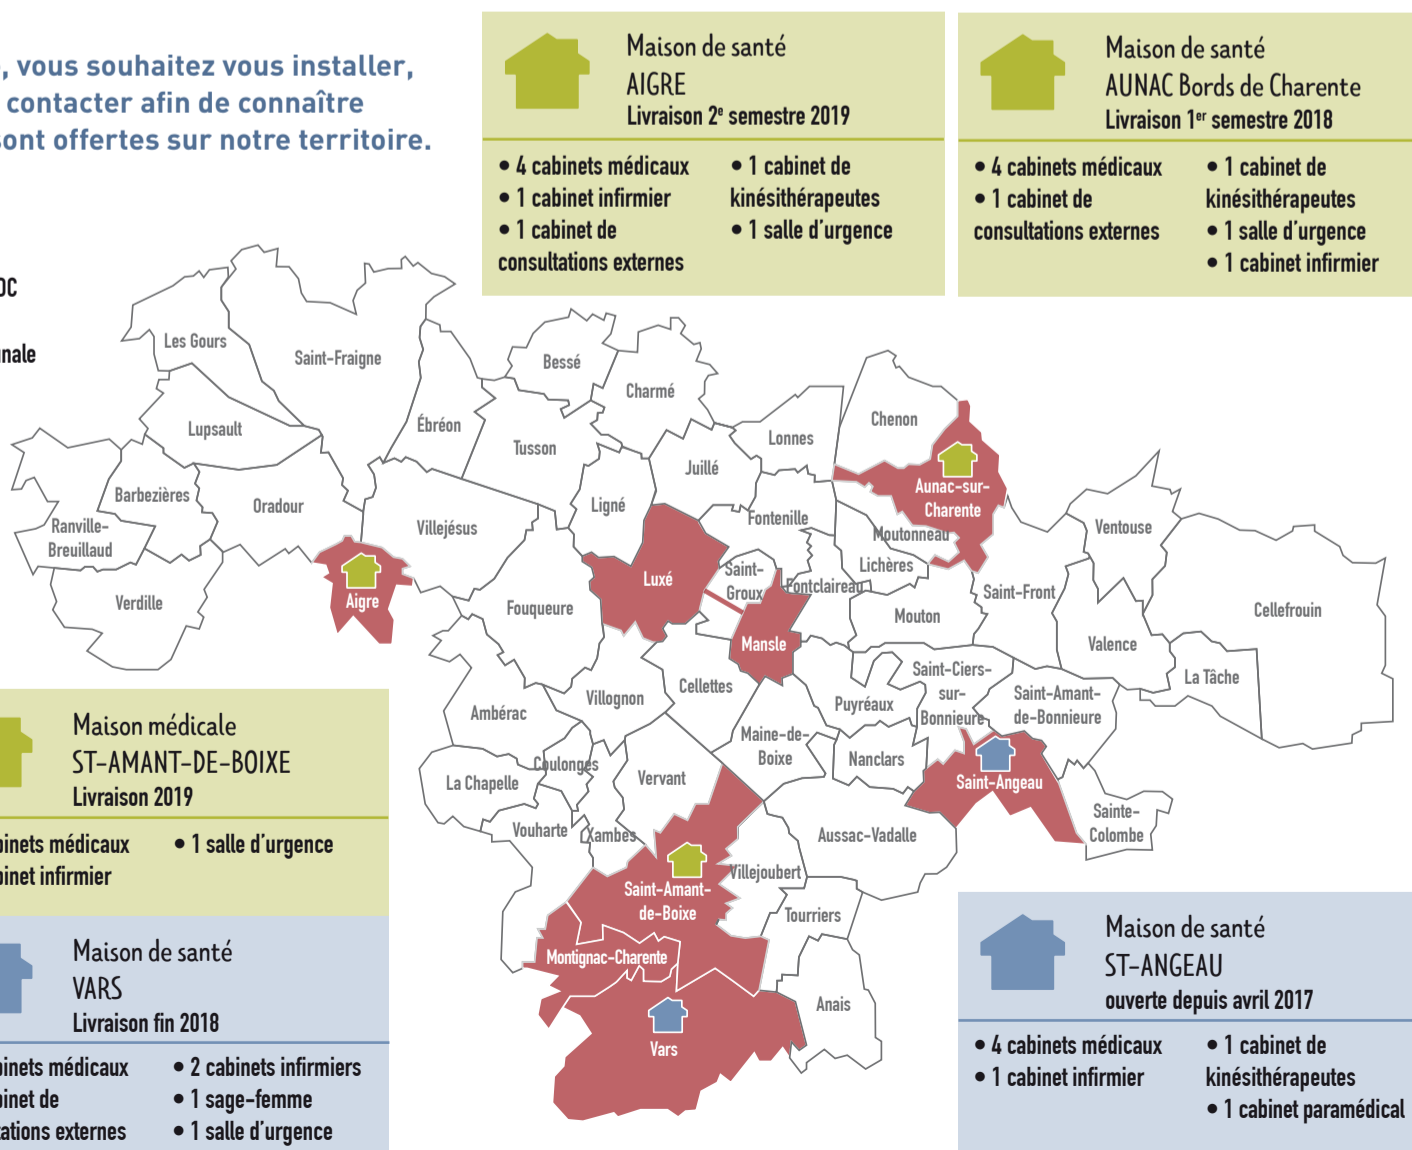 , vous souhaitez vous installer,
contacter afin de connaître
sont offertes sur notre territoire.
Maison de santé
AIGRE
Livraison 2e semestre 2019
• 4 cabinets médicaux
• 1 cabinet infirmier
• 1 cabinet de
consultations externes
• 1 cabinet de
kinésithérapeutes
• 1 salle d'urgence
Maison de santé
AUNAC Bords de Charente
Livraison 1er semestre 2018
• 4 cabinets médicaux
• 1 cabinet de
consultations externes
• 1 cabinet de
kinésithérapeutes
• 1 salle d'urgence
• 1 cabinet infirmier
Les Gours
Saint-Fraigne
Bessé
Charmé
Chenon
Lupsault
Ébréon
Tusson
Lonnes
Juillé
Aunac-sur-
Charente
Barbezières
Oradour
Ligné
Fontenille
Ventouse
Ranville-
Breuillaud
Villejésus
Moutonneau
Lichères
Luxé
Saint-
Groux
Fontclaireau
Saint-Front
Verdille
Aigre
Fouqueure
Mouton
Cellefrouin
Mansle
Valence
Villognon
Cellettes
Saint-Ciers-
sur-
Bonnieure
La Tâche
Ambérac
Puyréaux
Saint-Amant-
de-Bonnieure
Maine-de-
Boixe
Nanclars
Coulonges
La Chapelle
Vervant
Saint-Angeau
Vouharte
Xambes
Aussac-Vadalle
Sainte-
Colombe
Villejoubert
Saint-Amant-
de-Boixe
Tourriers
Montignac-Charente
Anais
Vars
Maison médicale
ST-AMANT-DE-BOIXE
Livraison 2019
médicaux
infirmier
• 1 salle d'urgence
Maison de santé
VARS
Livraison fin 2018
médicaux
de
externes
• 2 cabinets infirmiers
• 1 sage-femme
• 1 salle d'urgence
Maison de santé
ST-ANGEAU
ouverte depuis avril 2017
• 4 cabinets médicaux
• 1 cabinet infirmier
• 1 cabinet de
kinésithérapeutes
• 1 cabinet paramédical